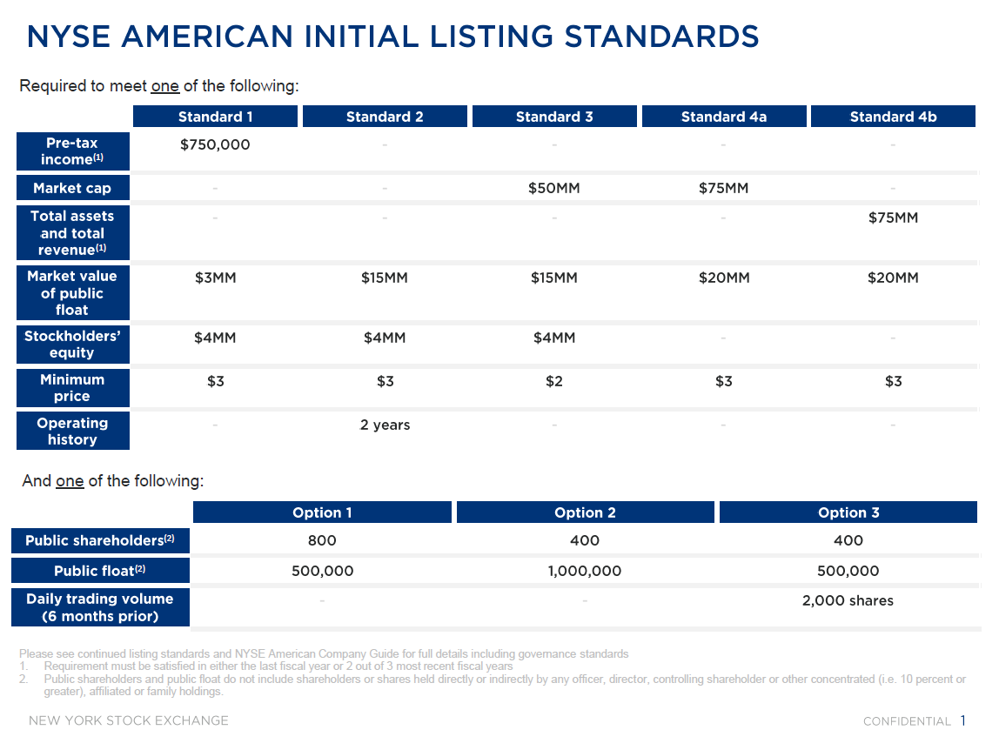 NYSE AMERICAN INITIAL LISTING STANDARDS
Required to meet one of the following:
Standard 1 Standard 2 Standard 3 Standard 4a Standard 4b
Pre-tax
income(1) $750,000 - - - -
Market cap - - $50MM $75MM -
Total assets
and total
revenue(1) - - - - $75MM
Market value
of public
float $3MM $15MM $15MM $20MM $20MM
Stockholders’
equity $4MM $4MM $4MM - -
Minimum
price $3 $3 $2 $3 $3
Operating
history - 2 years - - -
And one of the following:
Option 1 Option 2 Option 3
Public shareholders(2) 800 400 400
Public float(2) 500,000 1,000,000 500,000
Daily trading volume
(6 months prior) - - 2,000 shares
Please see continued listing standards and NYSE American Company Guide for full details including governance standards
1. Requirement must be satisfied in either the last fiscal year or 2 out of 3 most recent fiscal years
2. Public shareholders and public float do not include shareholders or shares held directly or indirectly by any officer, director, controlling shareholder or other concentrated (i.e. 10 percent or
greater), affiliated or family holdings.
NEW YORK STOCK EXCHANGE
CONFIDENTIAL 1